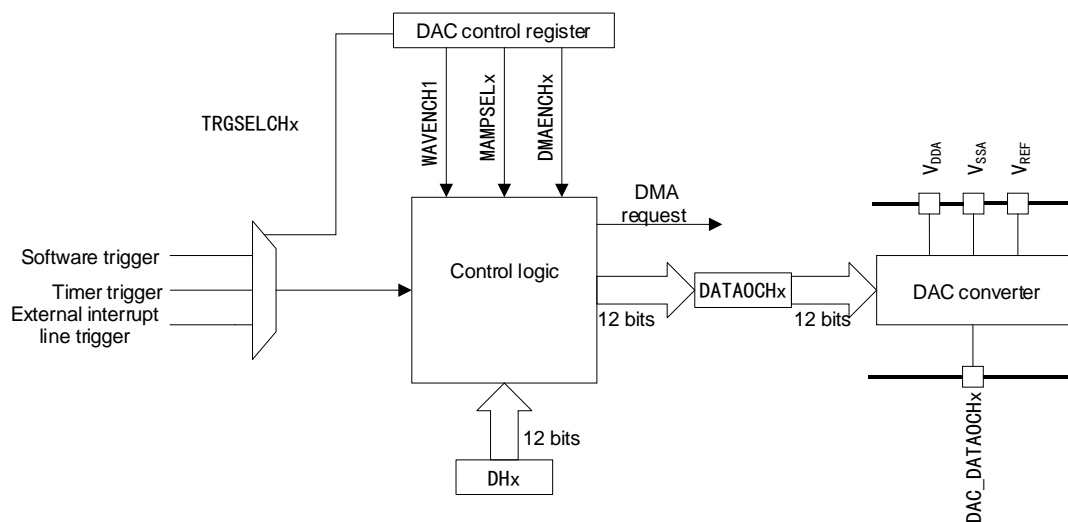 DAC control register
TRGSELCHx
WAVENCH1
MAMPSELx
DMAENCHx
VDDA
VSSA
VREF
DMA
request
Software trigger
Timer trigger
External interrupt
line trigger
Control logic
12 bits
DATAOCHx
12 bits
DAC converter
12 bits
DHx
DAC_DATAOCHx